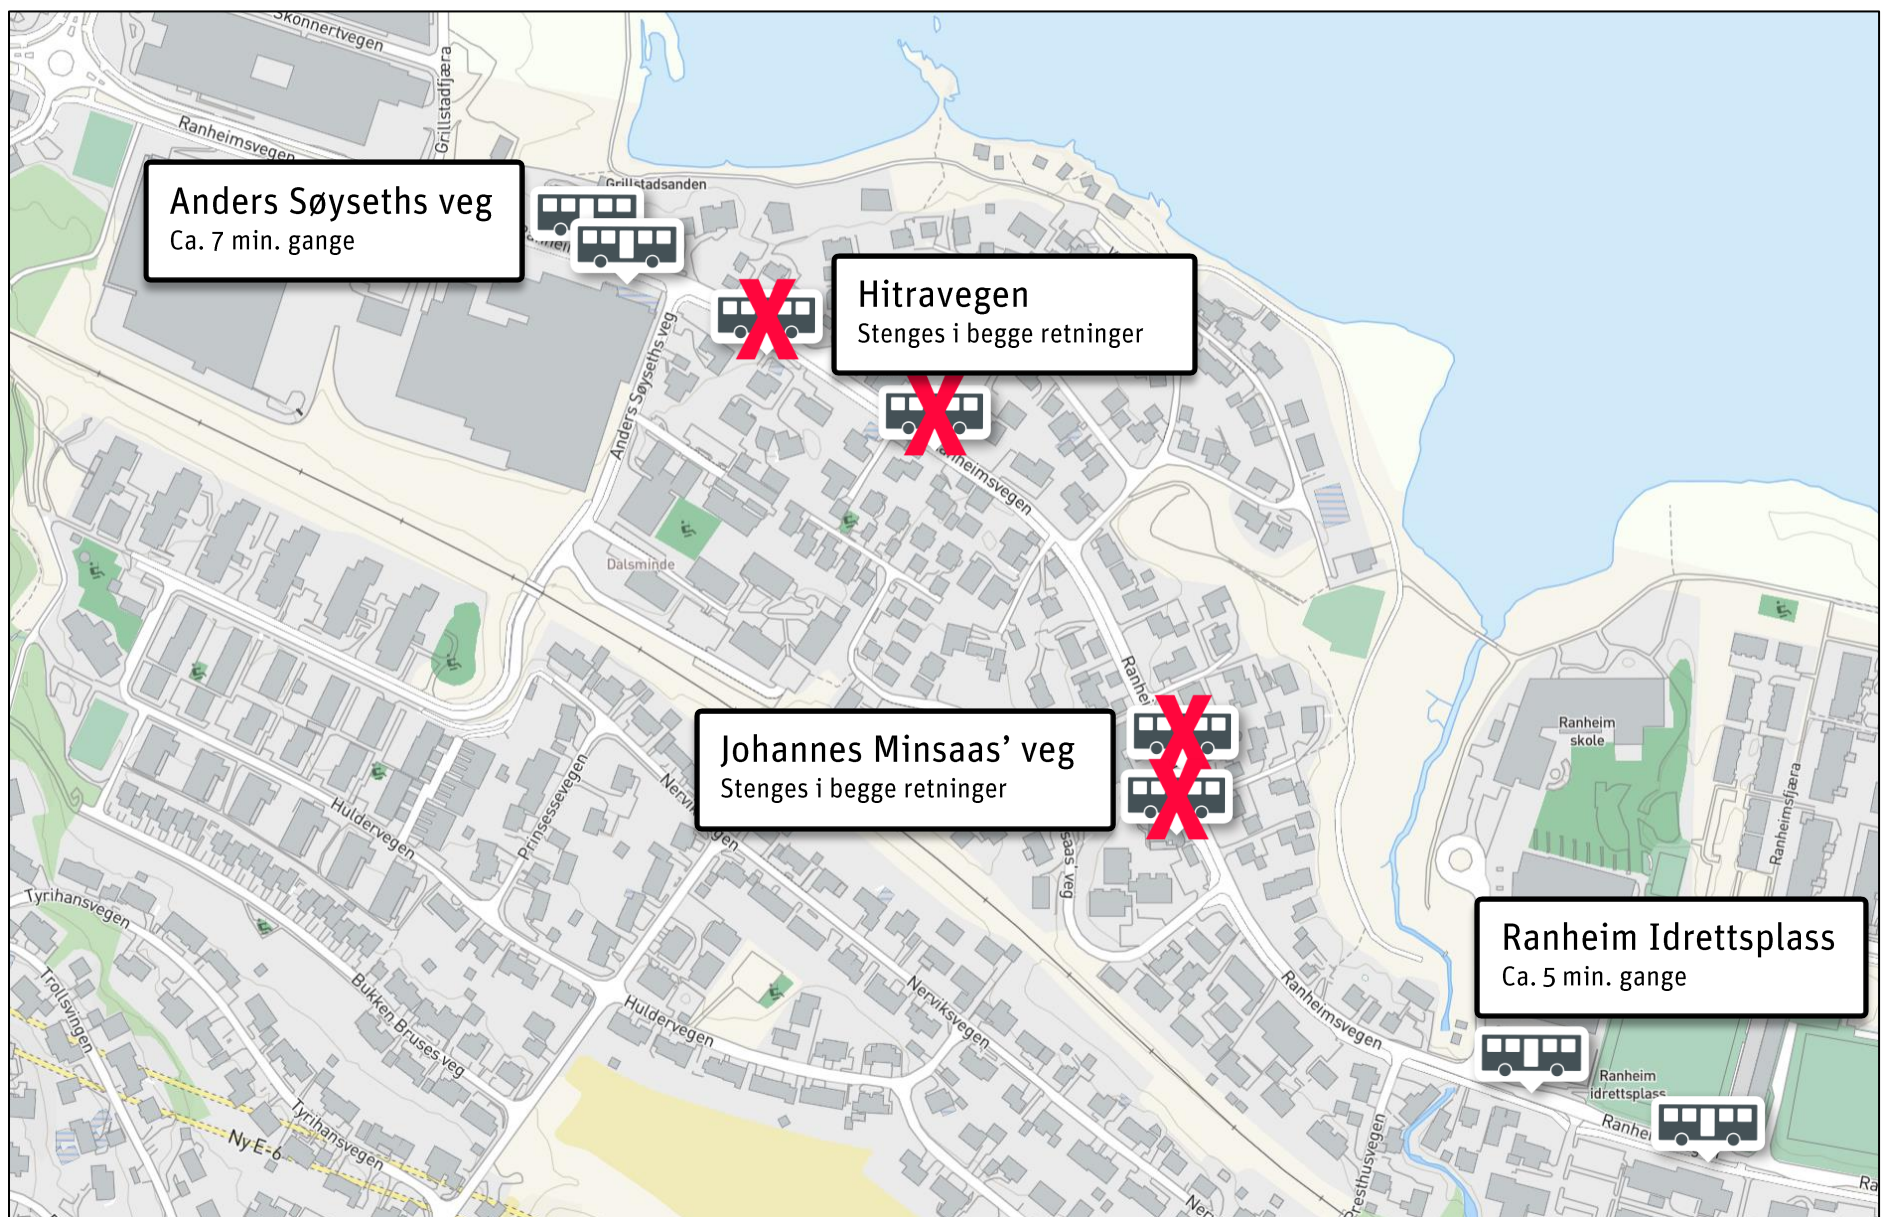 Skonnertvegen
Grillstadfjæra
Ranheimsvegen
Anders Søyseths veg
Ca. 7 min. gange
Grillstadsanden
Hitravegen
Stenges i begge retninger
Anders Søyseths veg
Ranheimsvegen
Dalsminde
Johannes Minsaas’ veg
Stenges i begge retninger
Ranheim
skole
Ranheimsfjæra
Prinsessevegen
Huldervegen
Tyrihansvegen
Trollsvingen
Bukken Bruses veg
Huldervegen
Nerviksvegen
Ranheimsvegen
Ranheim Idrettsplass
Ca. 5 min. gange
Ranheim
idrettsplass
Tyrihansvegen
Ny E-6
Presthusvegen